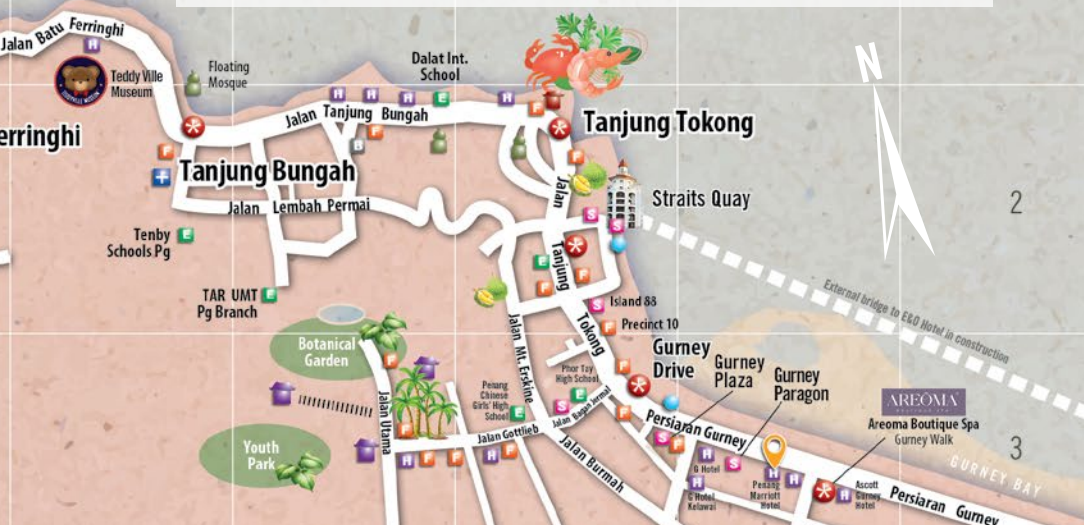 Jalan Batu Ferringhi
H
Teddy Ville
Museum
Floating
Mosque
Dalat Int.
School
H
H
H
E
H
F
Jalan Tanjung Bungah
Tanjung Tokong
N
erringhi
F
F
B
F
Tanjung Bungah
Jalan Lembah Permai
Jalan
Tanjung
Tokong
S
S
Straits Quay
2
Tenby
Schools Pg
E
TAR UMT
Pg Branch
E
E
F
F
S
Island 88
F
Precinct 10
External bridge to E&O Hotel in construction
Botanical
Garden
F
Jalan Utama
Jalan Mt. Erskine
Phor Tay
High School
E
S
Penang
Chinese
Girls' High
School
E
Jalan Bagan Jermal
Jalan Gottlieb
Jalan Burmah
F
Gurney
Drive
Gurney
Plaza
Gurney
Paragon
AREŌMA
Areoma Boutique Spa
Gurney Walk
Youth
Park
F
H
F
F
H
F
F
Persiaran Gurney
S
F
H
G Hotel
S
H
G Hotel
Kelawai
H
Penang
Marriott
Hotel
H
H
Ascott
Gurney
Hotel
Persiaran Gurney
GURNEY BAY
3